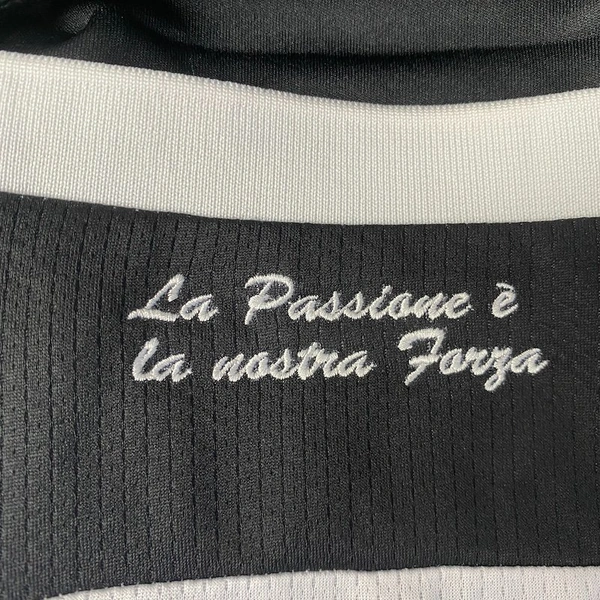 La Passione è
la nostra Forza